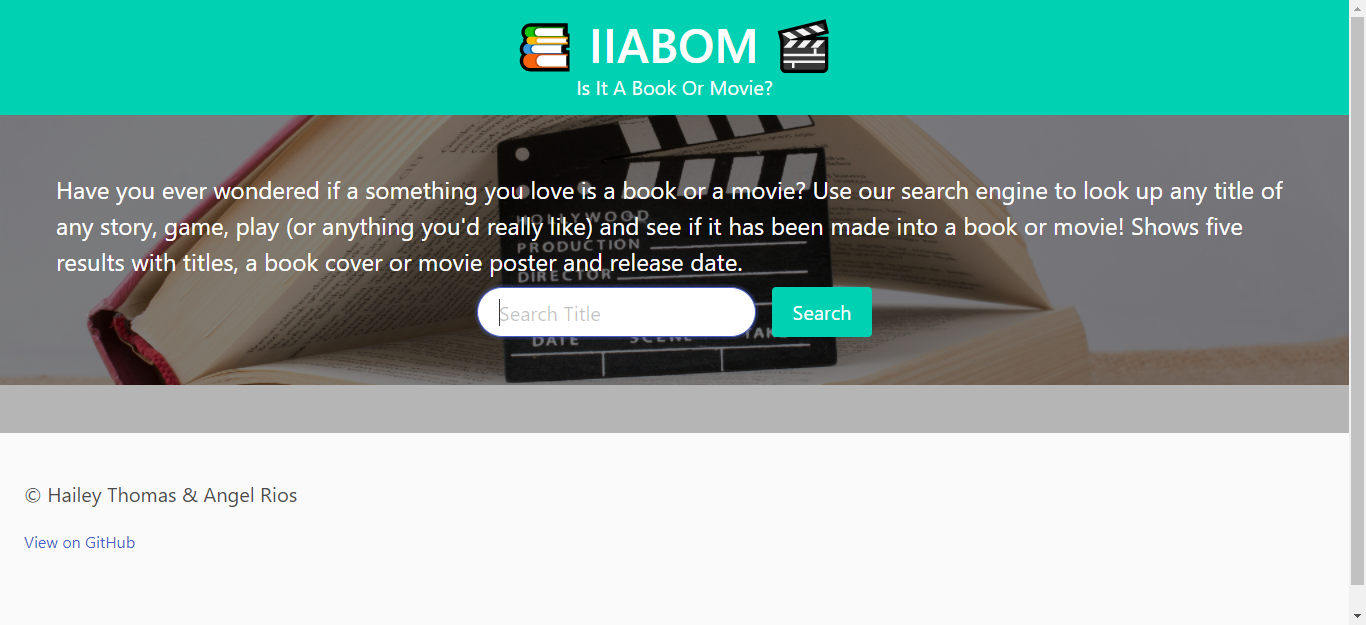 IIABOM
Is It A Book Or Movie?
Have you ever wondered if a something you love is a book or a movie? Use our search engine to look up any title of
any story, game, play (or anything you'd really like) and see if it has been made into a book or movie! Shows five
results with titles, a book cover or movie poster and release date.
HOLLYWOOD
PRODUCTION
DIRECTOR
Search Title
Search
DATE SCENE TAK
© Hailey Thomas & Angel Rios
View on GitHub